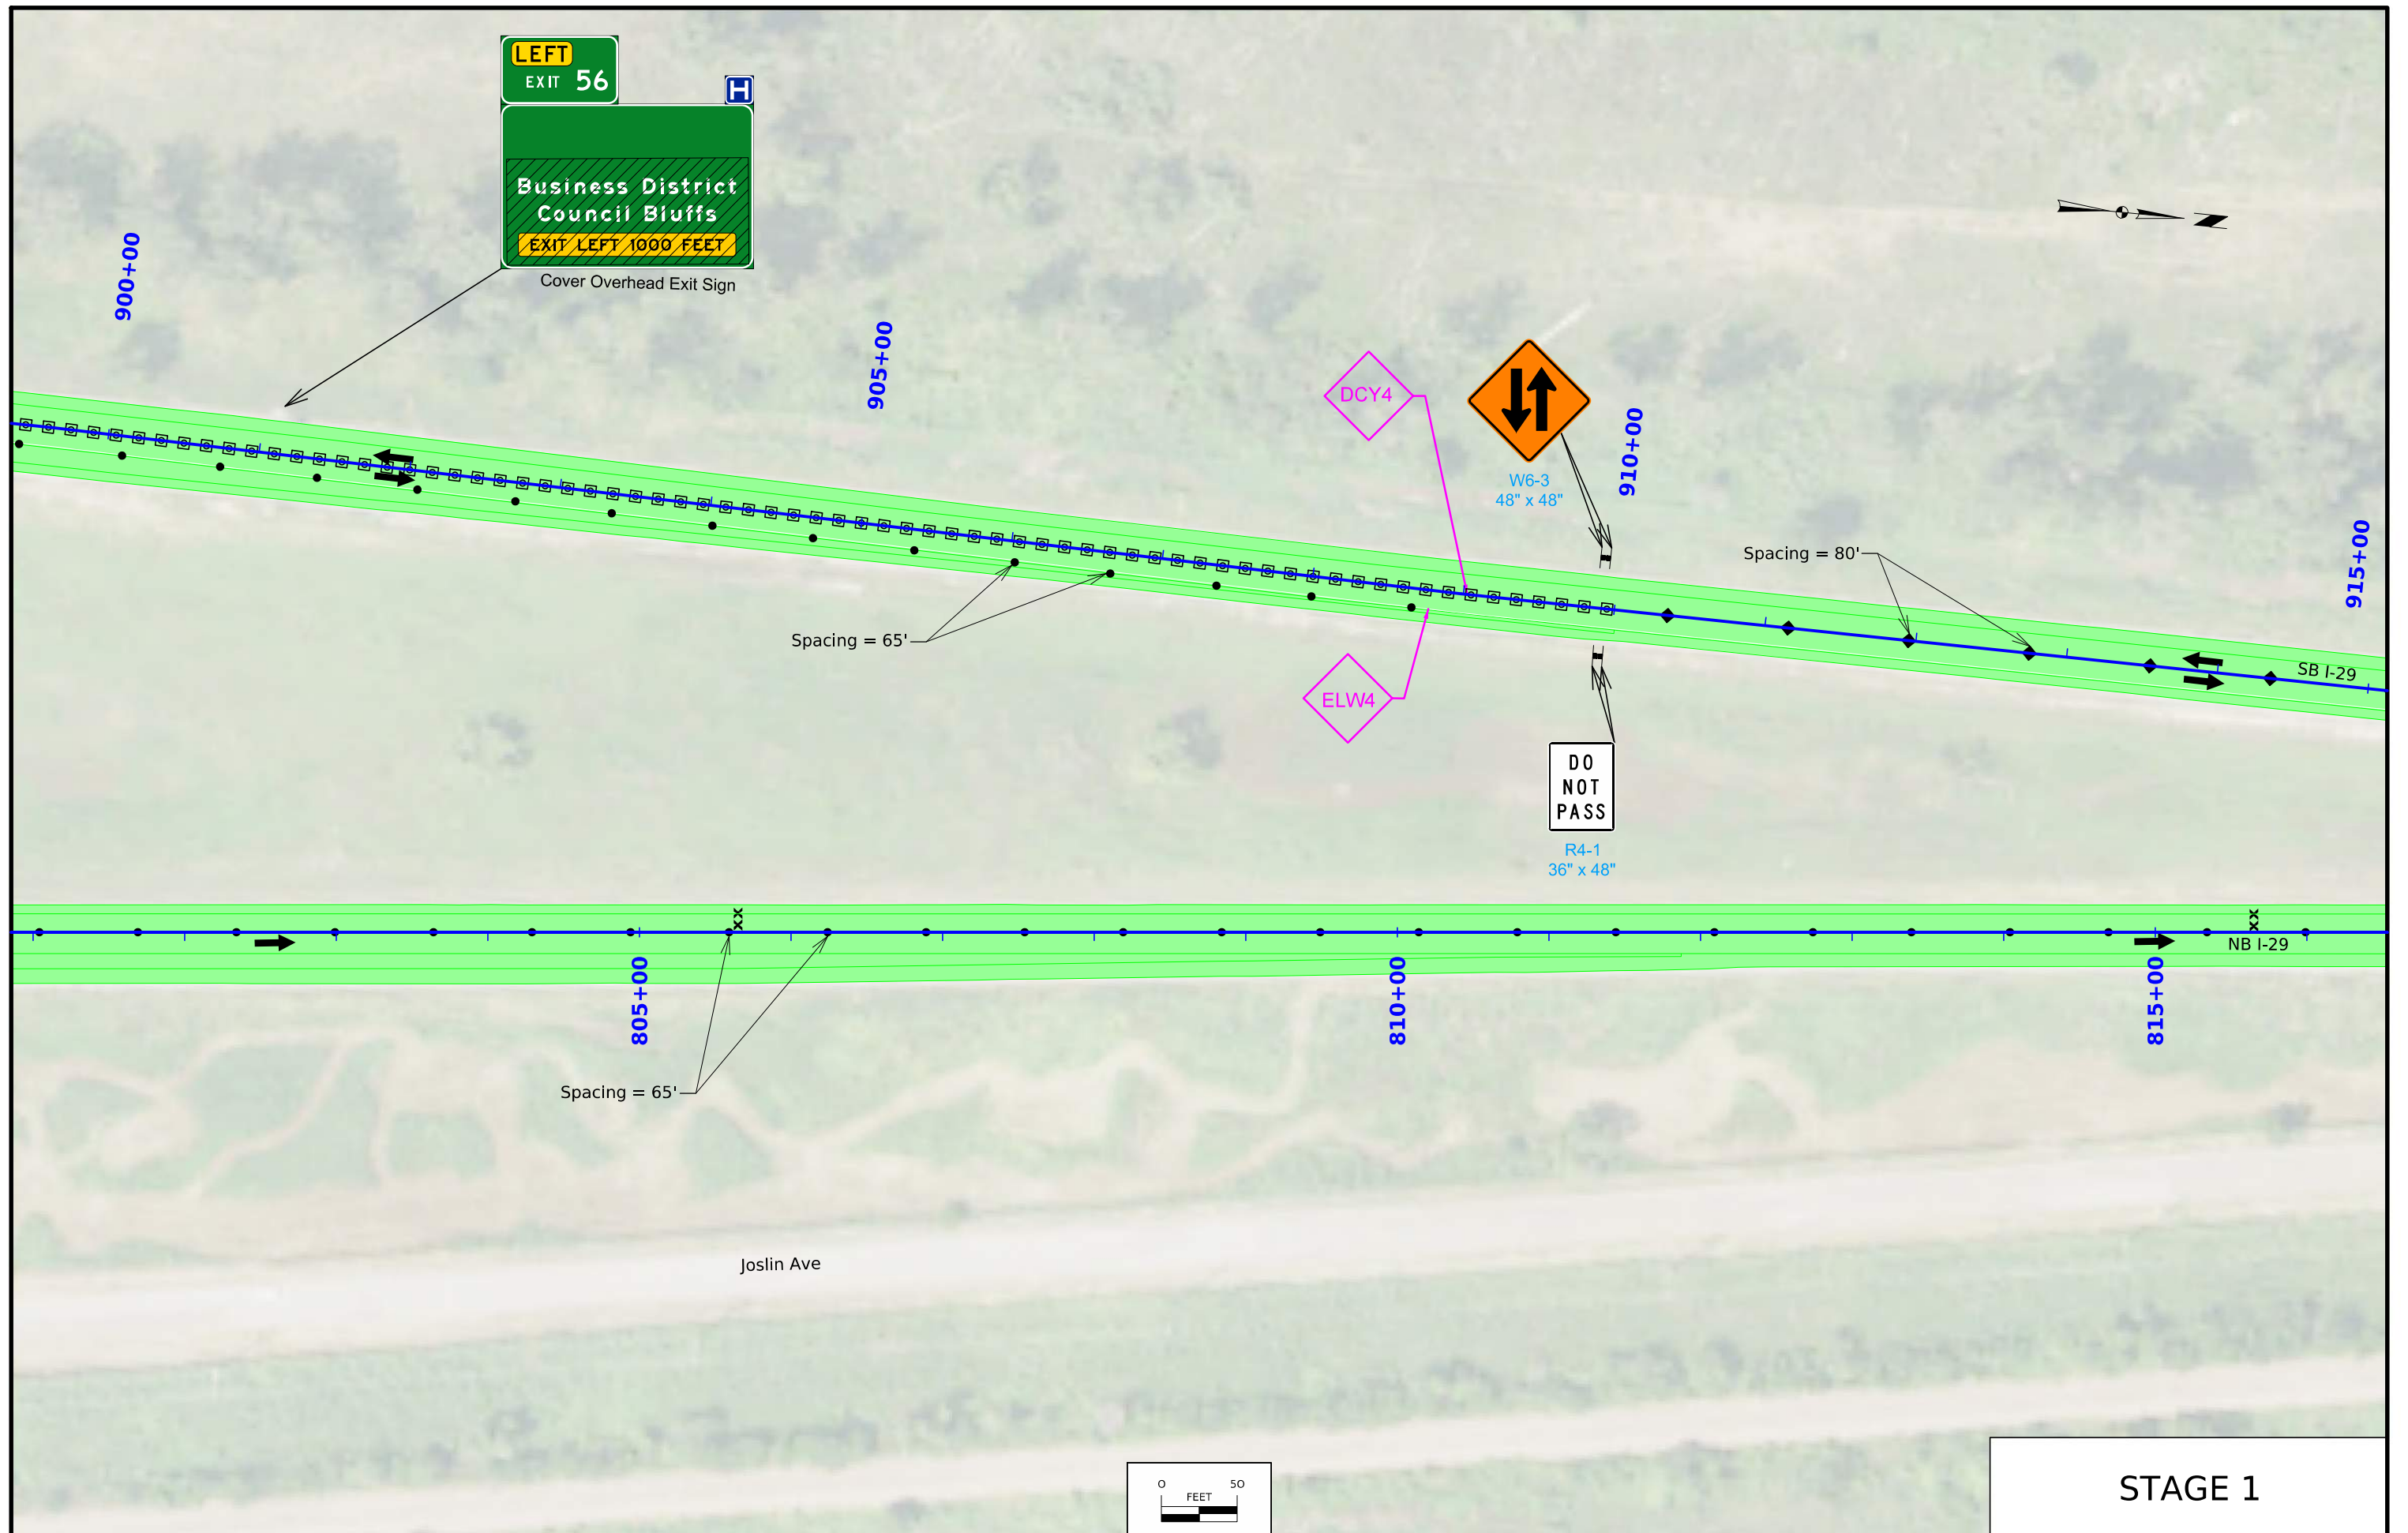 LEFT
EXIT 56
H
Business District
Council Bluffs
EXIT LEFT 1000 FEET
Cover Overhead Exit Sign
900+00
905+00
DCY4
W6-3
48" x 48"
910+00
Spacing = 80'
915+00
Spacing = 65'
SB I-29
ELW4
DO
NOT
PASS
R4-1
36" x 48"
XX
XX
NB I-29
805+00
810+00
815+00
Spacing = 65'
Joslin Ave
0 50
FEET
STAGE 1